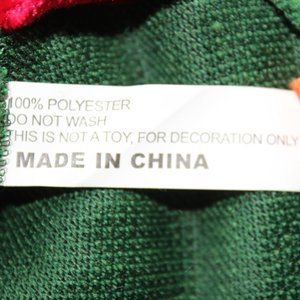 100% POLYESTER
DO NOT WASH
THIS IS NOT A TOY, FOR DECORATION ONLY
MADE IN CHINA